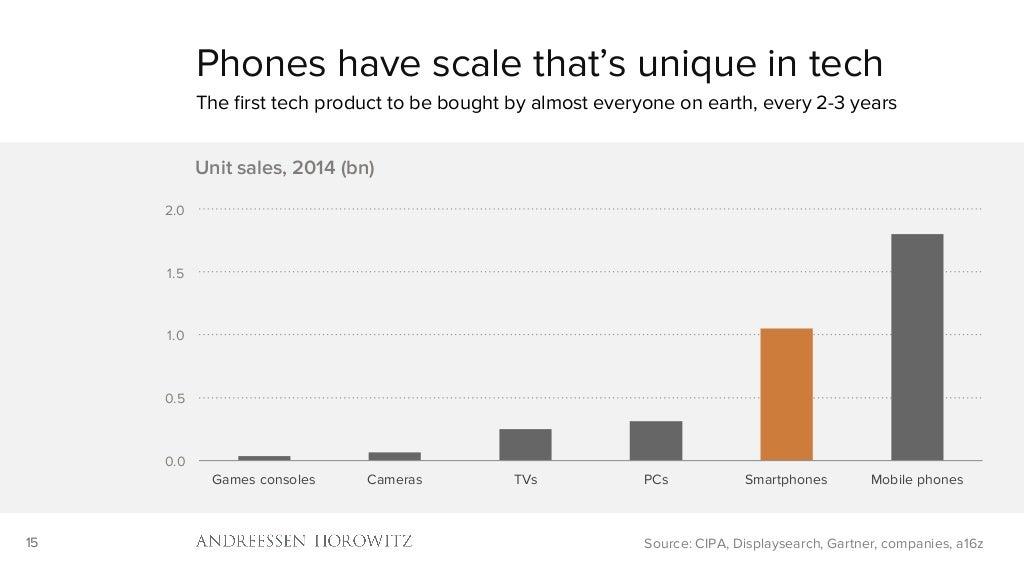 Phones have scale that’s unique in tech
The first tech product to be bought by almost everyone on earth, every 2-3 years
Unit sales, 2014 (bn)
2.0
1.5
1.0
0.5
0.0
Games consoles Cameras TVs PCs Smartphones Mobile phones
15 ANDREESSEN HOROWITZ Source: CIPA, Displaysearch, Gartner, companies, a16z